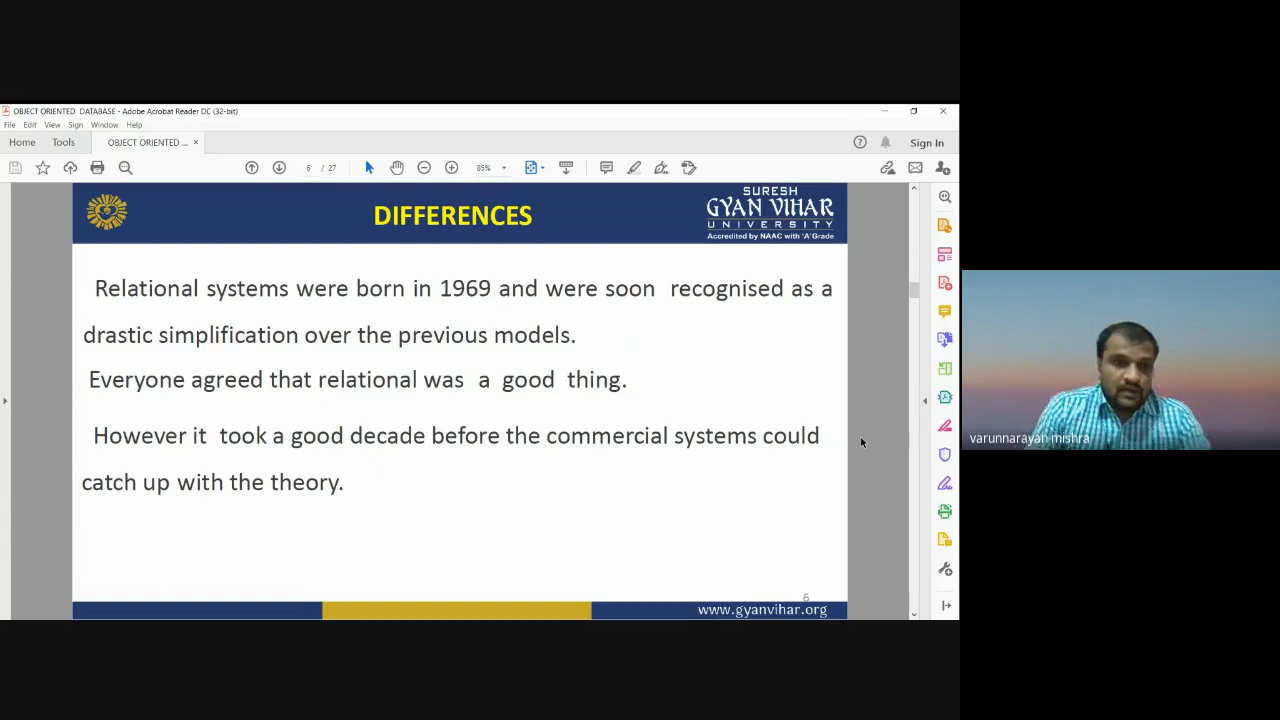 OBJECT ORIENTED DATABASE - Adobe Acrobat Reader DC (32-bit)
File Edit View Sign Window Help
Home Tools OBJECT ORIENTED ... × Sign In
6 / 27 85%
DIFFERENCES
SURESH
GYAN VIHAR
UNIVERSITY
Accredited by NAAC with 'A' Grade
Relational systems were born in 1969 and were soon recognised as a
drastic simplification over the previous models.
Everyone agreed that relational was a good thing.
However it took a good decade before the commercial systems could
catch up with the theory.
6
www.gyanvihar.org
varunnarayan mishra